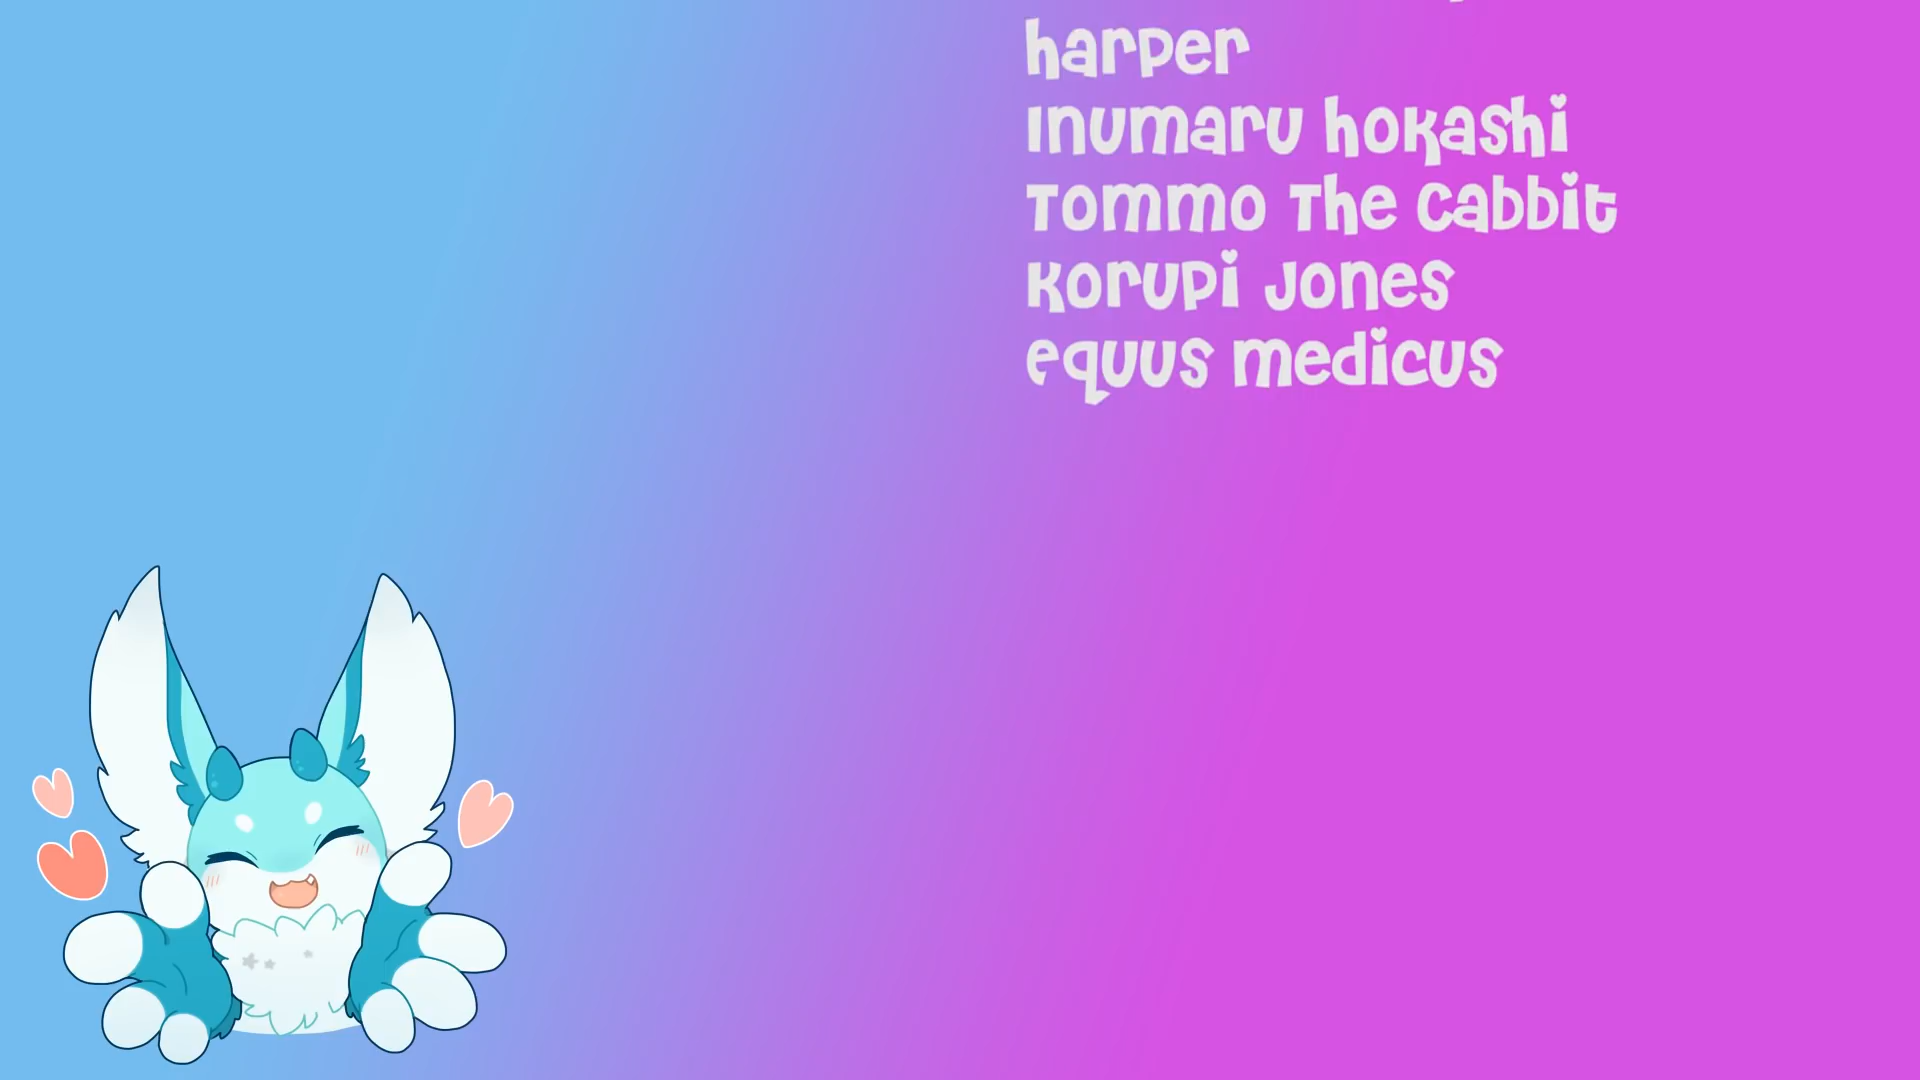 harper
Inumaru hokashi
Tommo The Cabbit
Korupi Jones
equus medicus